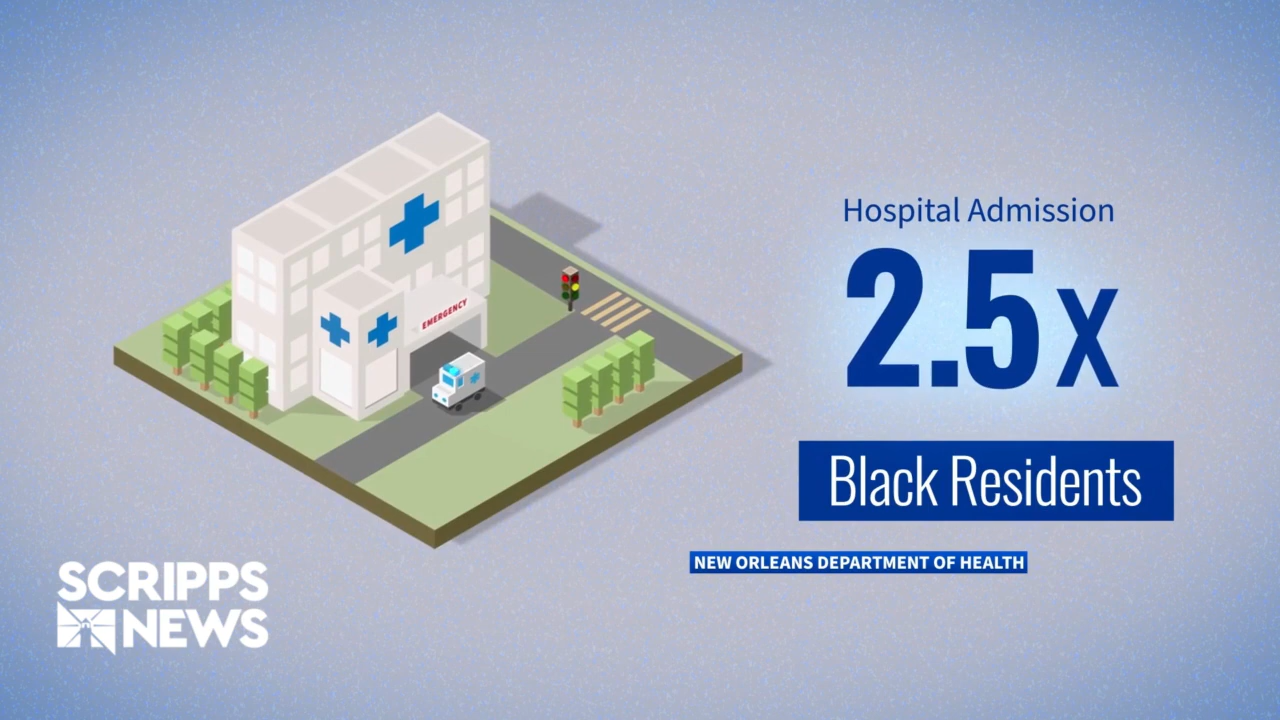 EMERGENCY
Hospital Admission
2.5x
Black Residents
NEW ORLEANS DEPARTMENT OF HEALTH
SCRIPPS
NEWS